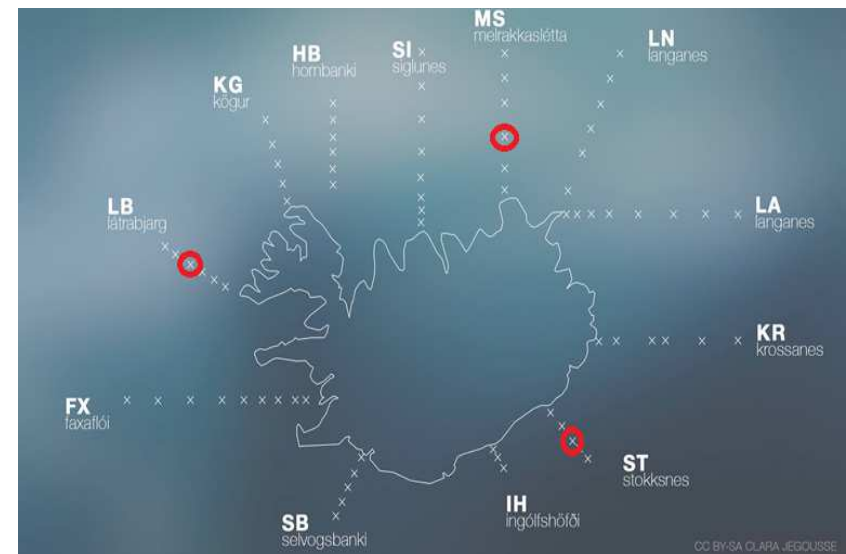 MS
melrakkaslétta
LN
langanes
SI
siglunes
HB
hornbanki
KG
kögur
LB
látrabjarg
LA
langanes
KR
krossanes
FX
faxaflói
ST
stokksnes
IH
ingólfshöfði
SB
selvogsbanki
CC BY-SA CLARA JEGOUSSE